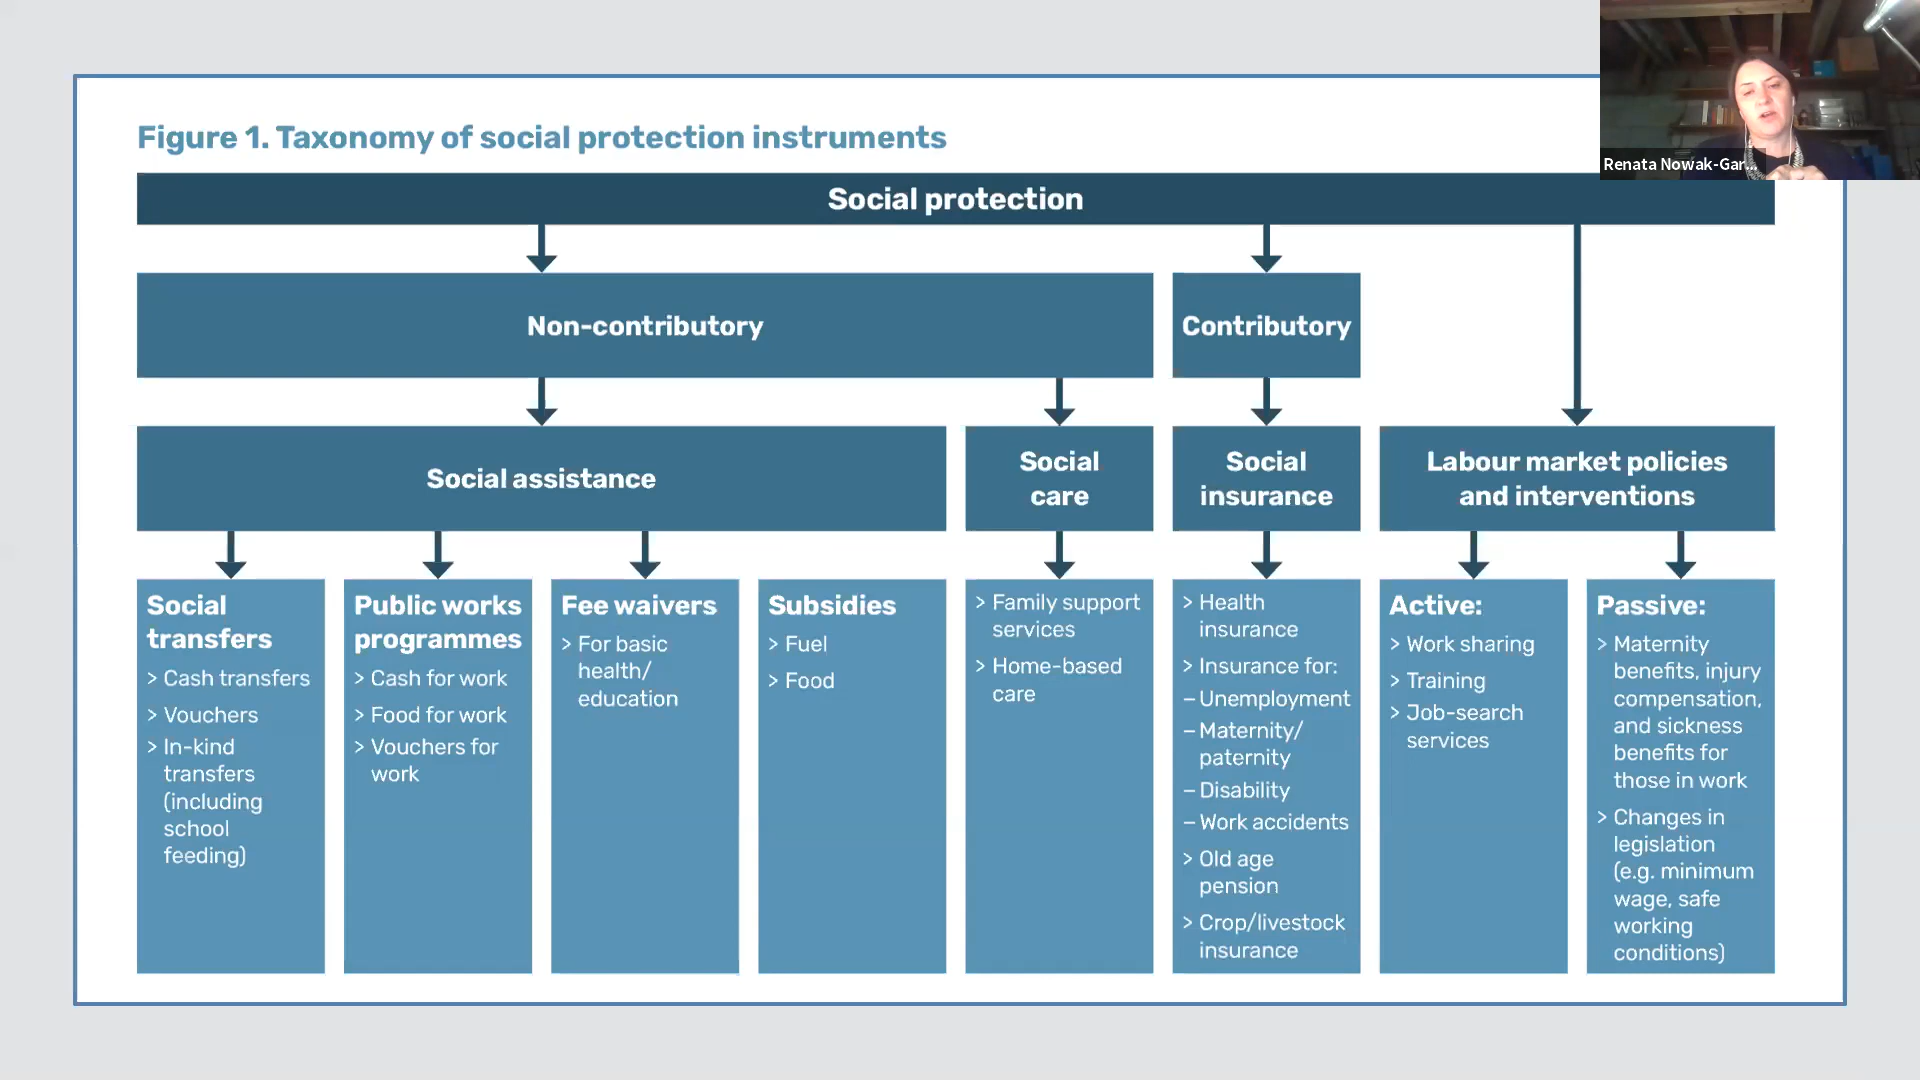 Figure 1. Taxonomy of social protection instruments
Renata Nowak-Gar...
Social protection
Non-contributory
Contributory
Social assistance
Social
care
Social
insurance
Labour market policies
and interventions
Social
transfers
> Cash transfers
> Vouchers
> In-kind
transfers
(including
school
feeding)
Public works
programmes
> Cash for work
> Food for work
> Vouchers for
work
Fee waivers
> For basic
health/
education
Subsidies
> Fuel
> Food
> Family support
services
> Home-based
care
> Health
insurance
> Insurance for:
– Unemployment
– Maternity/
paternity
– Disability
– Work accidents
> Old age
pension
> Crop/livestock
insurance
Active:
> Work sharing
> Training
> Job-search
services
Passive:
> Maternity
benefits, injury
compensation,
and sickness
benefits for
those in work
> Changes in
legislation
(e.g. minimum
wage, safe
working
conditions)